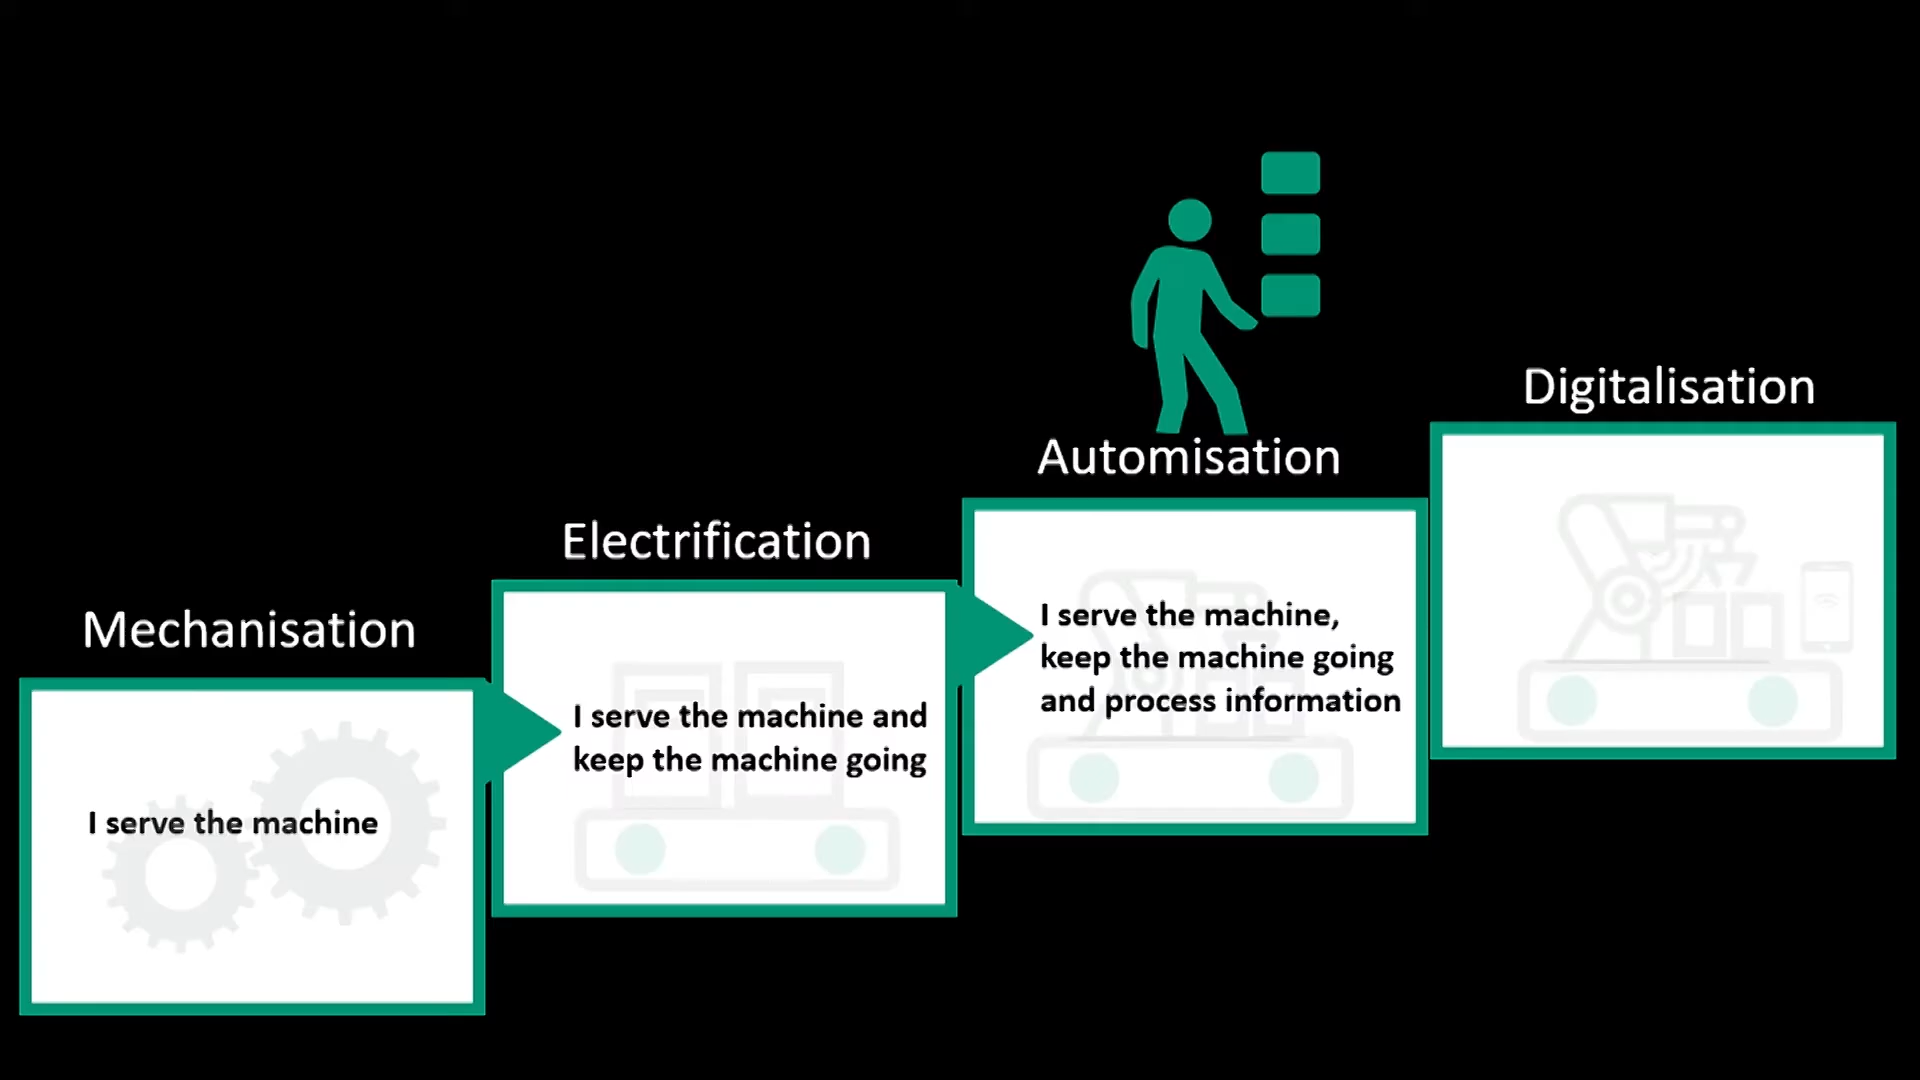 Mechanisation
I serve the machine
Electrification
I serve the machine and
keep the machine going
Automisation
I serve the machine,
keep the machine going
and process information
Digitalisation